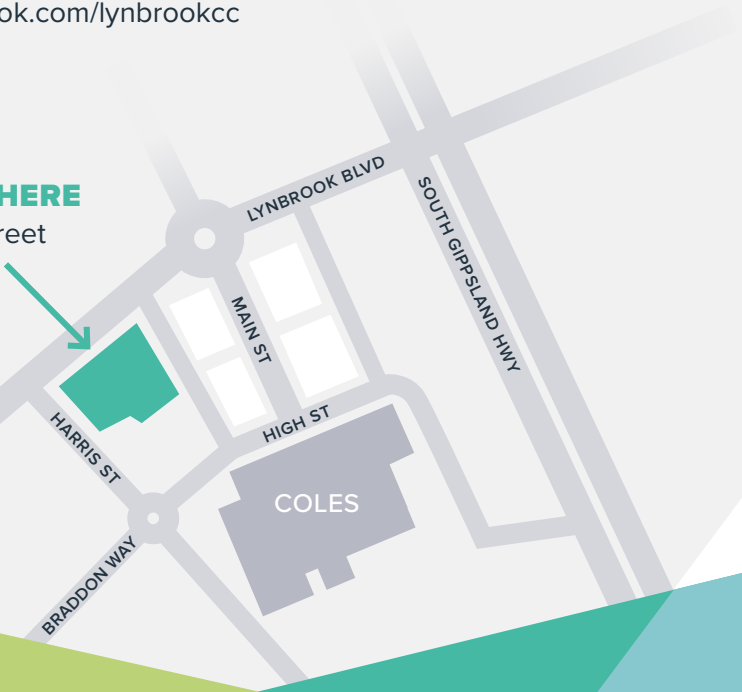 ok.com/lynbrookcc
HERE
reet
LYNBROOK BLVD
SOUTH GIPPSLAND HWY
MAIN ST
HIGH ST
HARRIS ST
COLES
BRADDON WAY